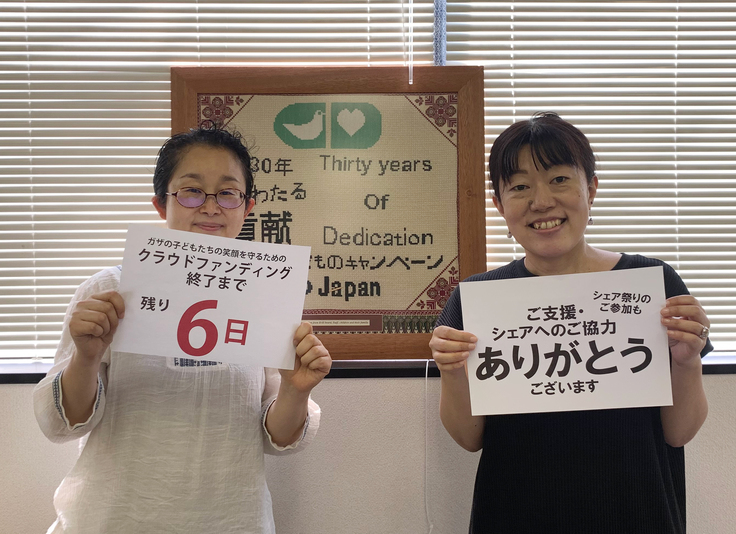 30年
Thirty years
わたる
Of
貢献
Dedication
どものキャンペーン
Japan
ガザの子どもたちの笑顔を守るための
クラウドファンディング
終了まで
残り 6日
シェア祭りの
ご参加も
ご支援・
シェアへのご協力
ありがとう
ございます